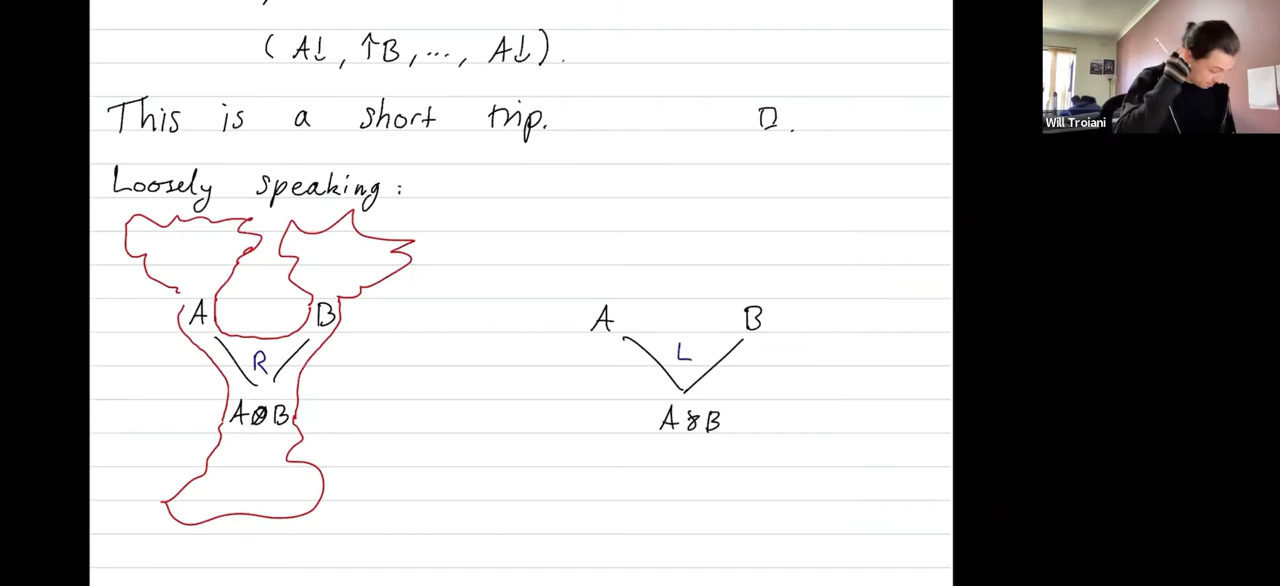 ( A↓ , ↑B , ... , A↓ ) .
This is a short trip. □ .
Loosely speaking :
A B
R
A⊗B
A B
L
A⅋B
Will Troiani